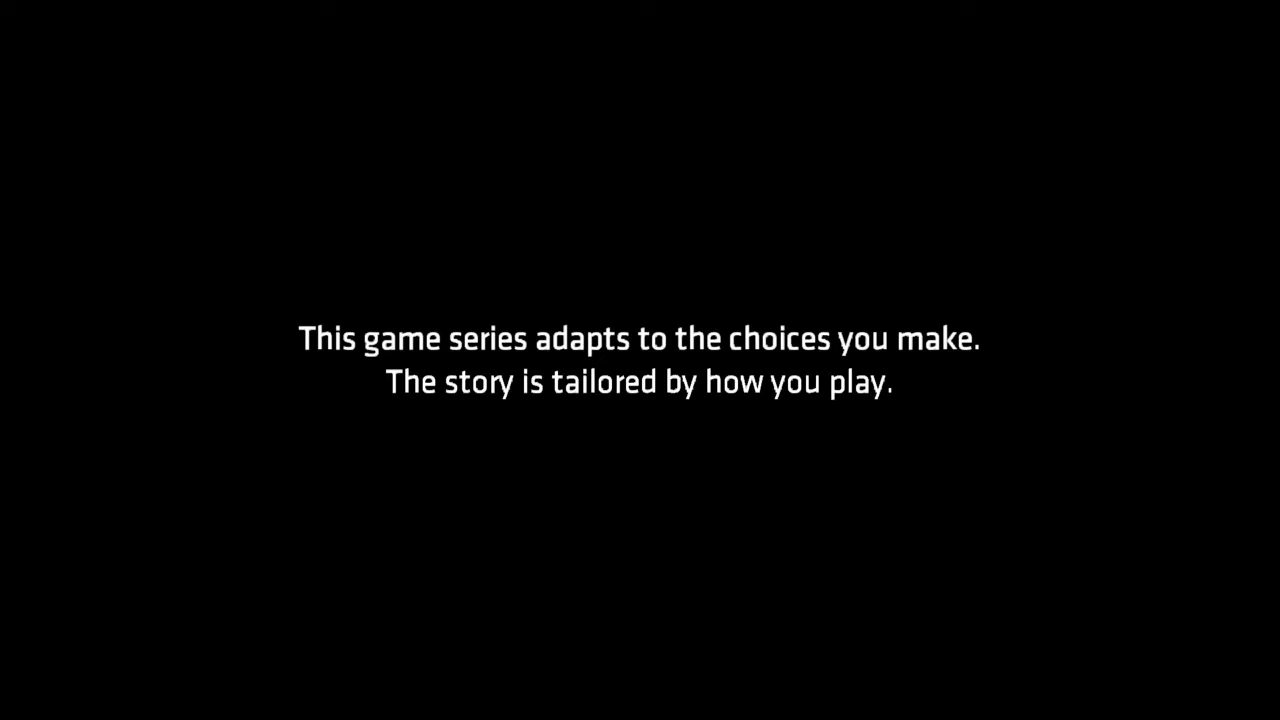 This game series adapts to the choices you make.
The story is tailored by how you play.